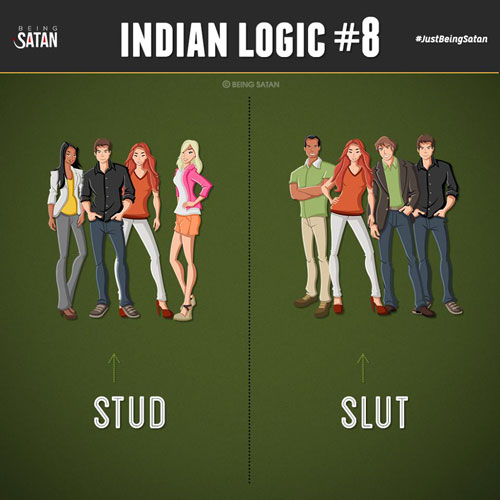 BEING
SATAN
INDIAN LOGIC #8
#JustBeingSatan
© BEING SATAN
STUD
SLUT